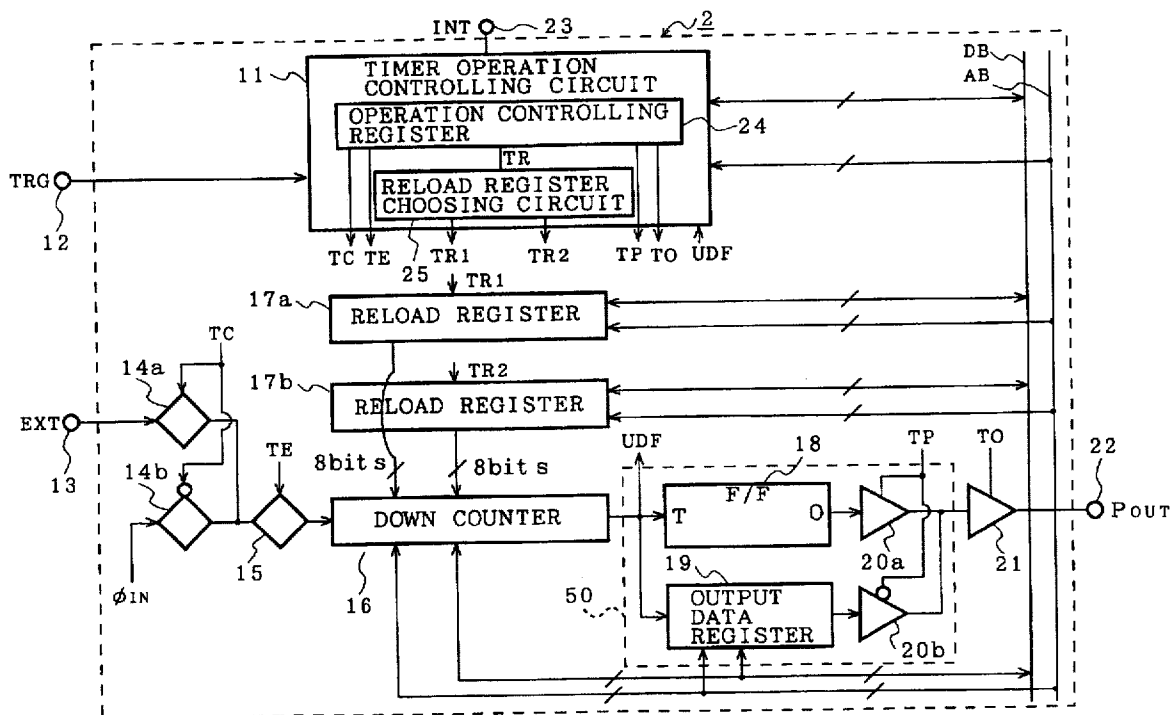 INT
23
2
11
TIMER OPERATION
CONTROLLING CIRCUIT
DB
AB
OPERATION CONTROLLING
REGISTER
24
TR
TRG
12
RELOAD REGISTER
CHOOSING CIRCUIT
TC
TE
25
TR1
TR2
TP
TO
UDF
TR1
17a
RELOAD REGISTER
TC
14a
TR2
17b
RELOAD REGISTER
EXT
13
14b
TE
8bits
8bits
UDF
18
TP
TO
22
F/F
T
O
20a
21
POUT
DOWN COUNTER
15
16
φIN
19
50
OUTPUT
DATA
REGISTER
20b